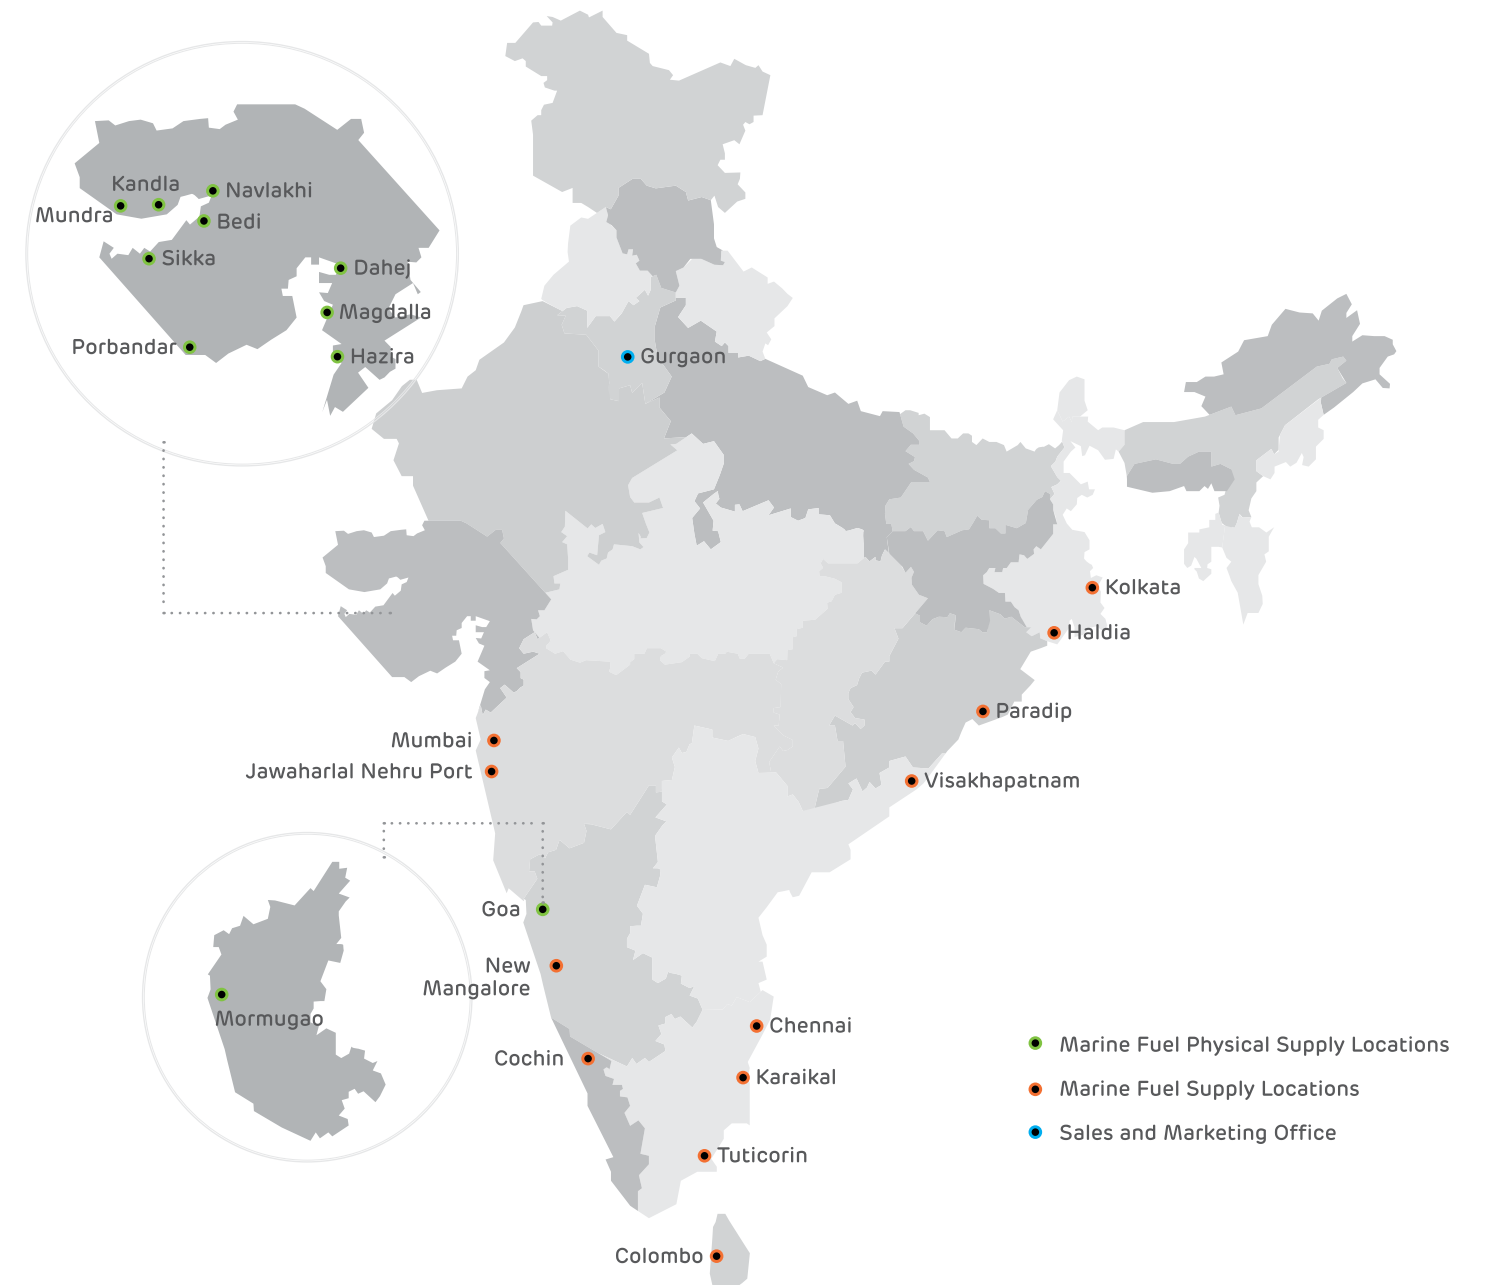 Kandla
Navlakhi
Mundra
Bedi
Sikka
Dahej
Magdalla
Porbandar
Hazira
Gurgaon
Kolkata
Haldia
Paradip
Mumbai
Jawaharlal Nehru Port
Visakhapatnam
Goa
New
Mangalore
Mormugao
Chennai
Cochin
Karaikal
Tuticorin
Colombo
Marine Fuel Physical Supply Locations
Marine Fuel Supply Locations
Sales and Marketing Office